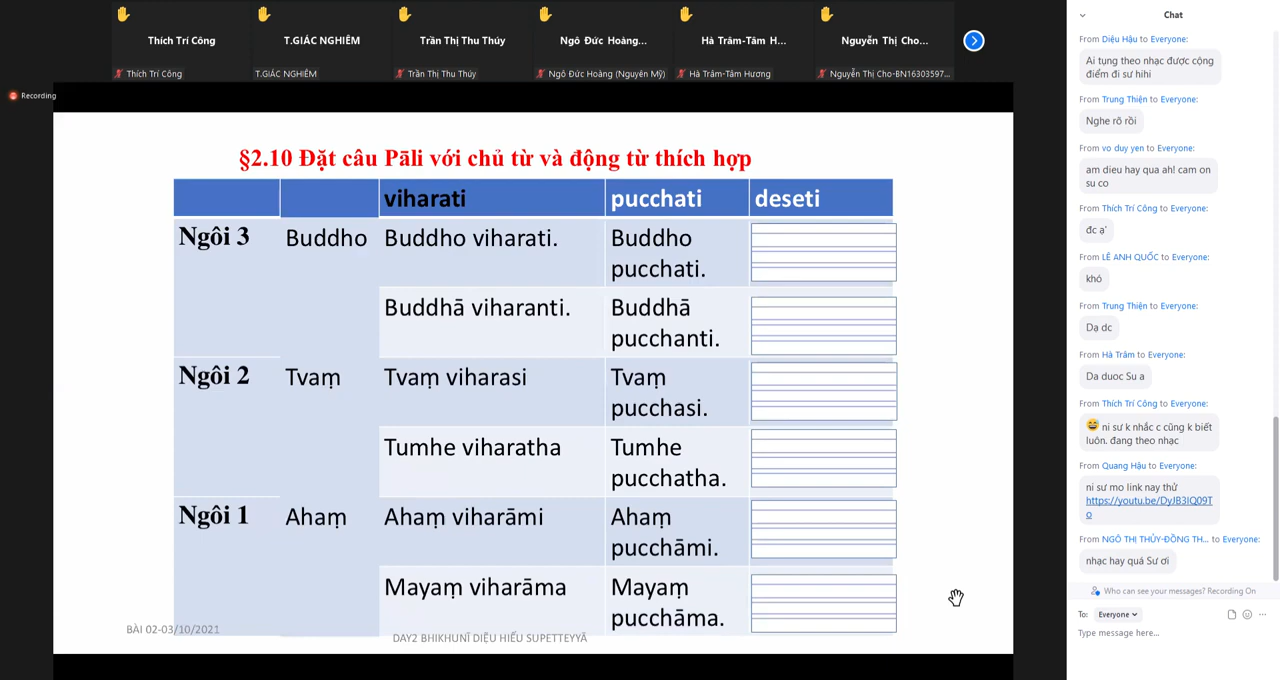 Thích Trí Công
T.GIÁC NGHIÊM
Trần Thị Thu Thúy
Ngô Đức Hoàng...
Hà Trâm-Tâm H...
Nguyễn Thị Cho...
Thích Trí Công
T.GIÁC NGHIÊM
Trần Thị Thu Thúy
Ngô Đức Hoàng (Nguyên Mỹ)
Hà Trâm-Tâm Hương
Nguyễn Thị Cho-BN16303597...
Recording
§2.10 Đặt câu Pāli với chủ từ và động từ thích hợp
viharati
pucchati
deseti
Ngôi 3
Buddho
Buddho viharati.
Buddho
pucchati.
Buddhā viharanti.
Buddhā
pucchanti.
Ngôi 2
Tvaṃ
Tvaṃ viharasi
Tvaṃ
pucchasi.
Tumhe viharatha
Tumhe
pucchatha.
Ngôi 1
Ahaṃ
Ahaṃ viharāmi
Ahaṃ
pucchāmi.
Mayaṃ viharāma
Mayaṃ
pucchāma.
BÀI 02-03/10/2021
DAY2 BHIKHUNĪ DIỆU HIẾU SUPETTEYYĀ
Chat
From Diệu Hậu to Everyone:
Ai tụng theo nhạc được cộng
điểm đi sư hihi
From Trung Thiện to Everyone:
Nghe rõ rồi
From vo duy yen to Everyone:
am dieu hay qua ah! cam on
su co
From Thích Trí Công to Everyone:
đc ạ'
From LÊ ANH QUỐC to Everyone:
khó
From Trung Thiện to Everyone:
Dạ dc
From Hà Trâm to Everyone:
Da duoc Su a
From Thích Trí Công to Everyone:
ni sư k nhắc c cũng k biết
luôn. đang theo nhạc
From Quang Hậu to Everyone:
ni sư mo link nay thử
https://youtu.be/DyJB3IQ09T
o
From NGÔ THỊ THỦY-ĐỒNG TH... to Everyone:
nhạc hay quá Sư ơi
Who can see your messages? Recording On
To: Everyone
Type message here...